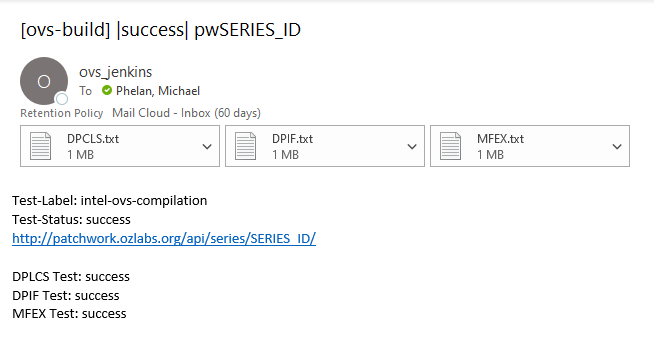 [ovs-build] |success| pwSERIES_ID
O
ovs_jenkins
To Phelan, Michael
Retention Policy Mail Cloud - Inbox (60 days)
DPCLS.txt
1 MB
DPIF.txt
1 MB
MFEX.txt
1 MB
Test-Label: intel-ovs-compilation
Test-Status: success
http://patchwork.ozlabs.org/api/series/SERIES_ID/
DPLCS Test: success
DPIF Test: success
MFEX Test: success